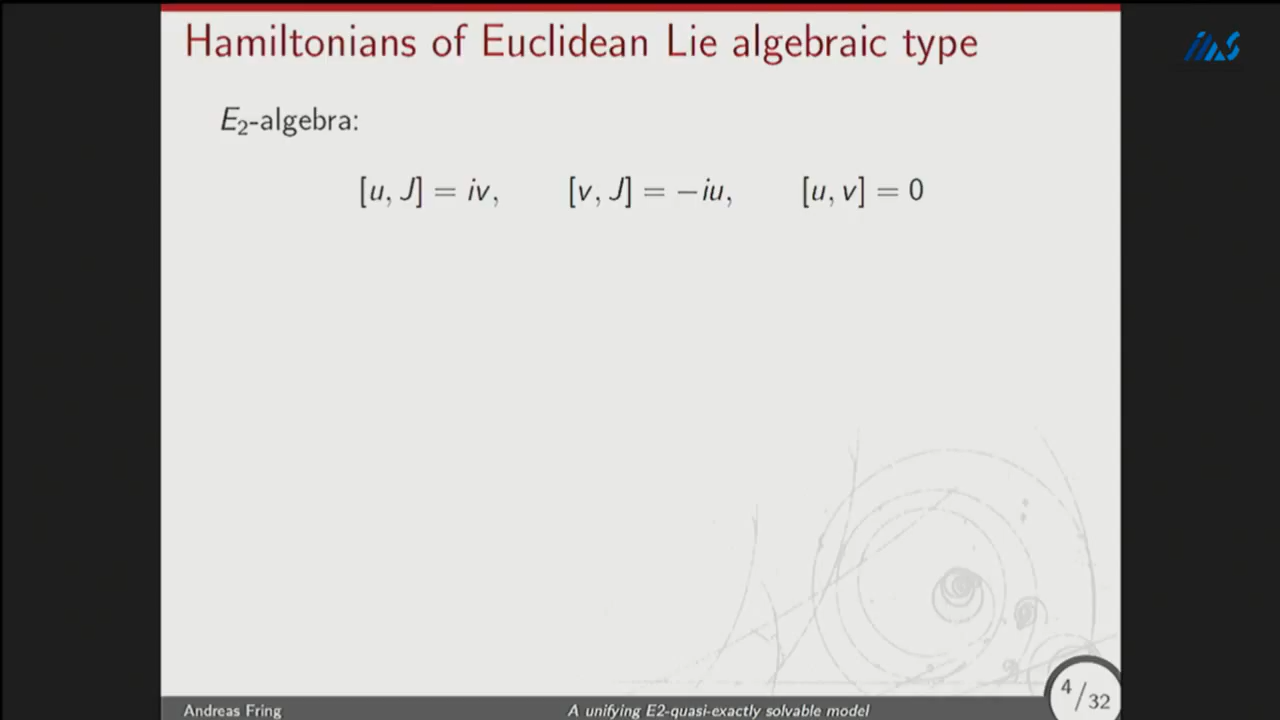 Hamiltonians of Euclidean Lie algebraic type
E₂-algebra:
[u, J] = iv, [v, J] = −iu, [u, v] = 0
4/32
Andreas Fring A unifying E2-quasi-exactly solvable model